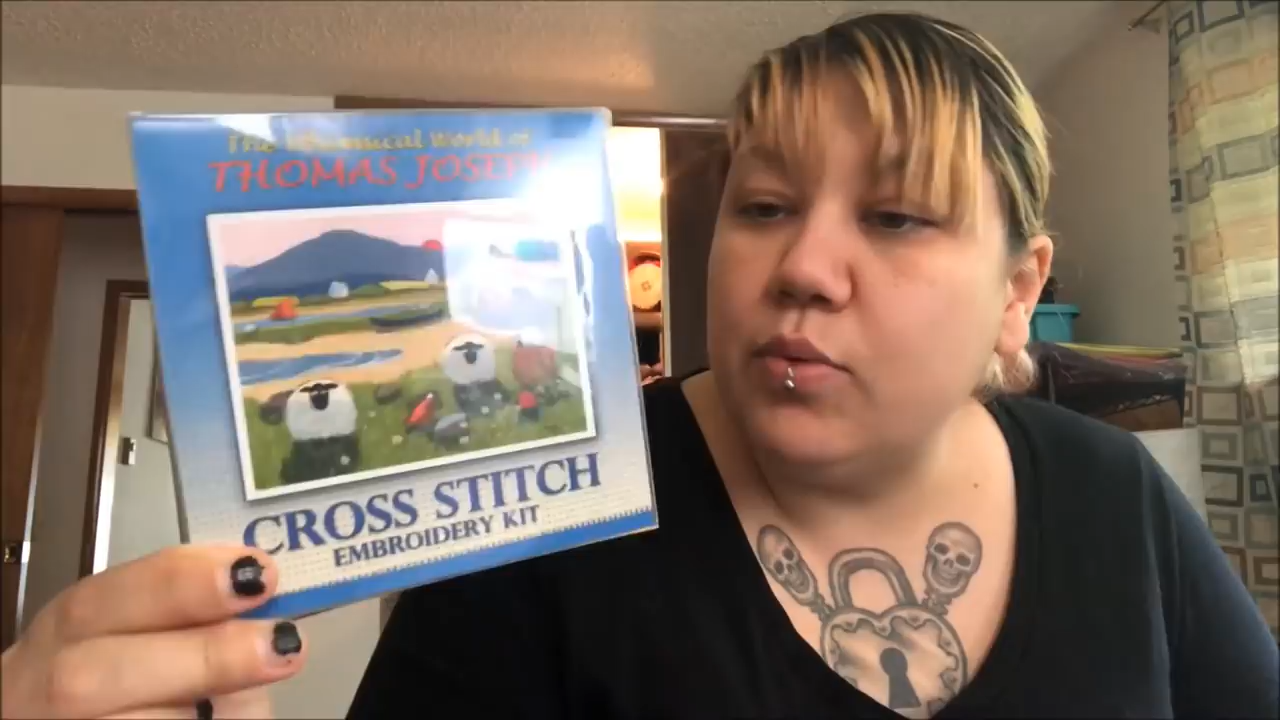 The Whimsical World of
THOMAS JOSEPH
CROSS STITCH
EMBROIDERY KIT